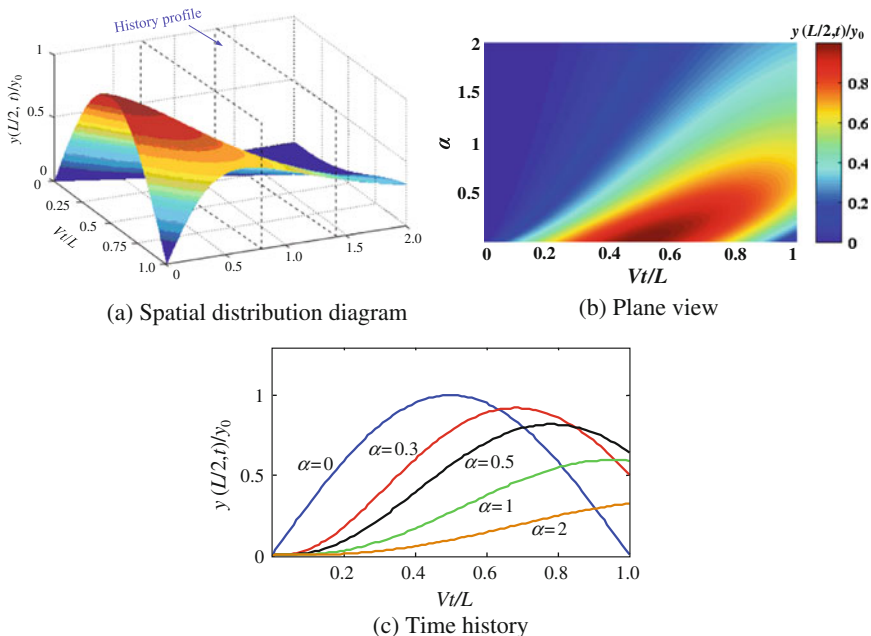 History profile
1
0.5
0
0
y(L/2, t)/y₀
0.25
0.5
0.75
1.0
Vt/L
0
0.5
1.0
1.5
2.0
(a) Spatial distribution diagram
y (L/2,t)/y₀
2
1.5
1
0.5
α
0
0.2
0.4
0.6
0.8
1
Vt/L
1
0.8
0.6
0.4
0.2
0
(b) Plane view
1
0.5
0
y (L/2,t)/y₀
α=0
α=0.3
α=0.5
α=1
α=2
0.2
0.4
0.6
0.8
1.0
Vt/L
(c) Time history